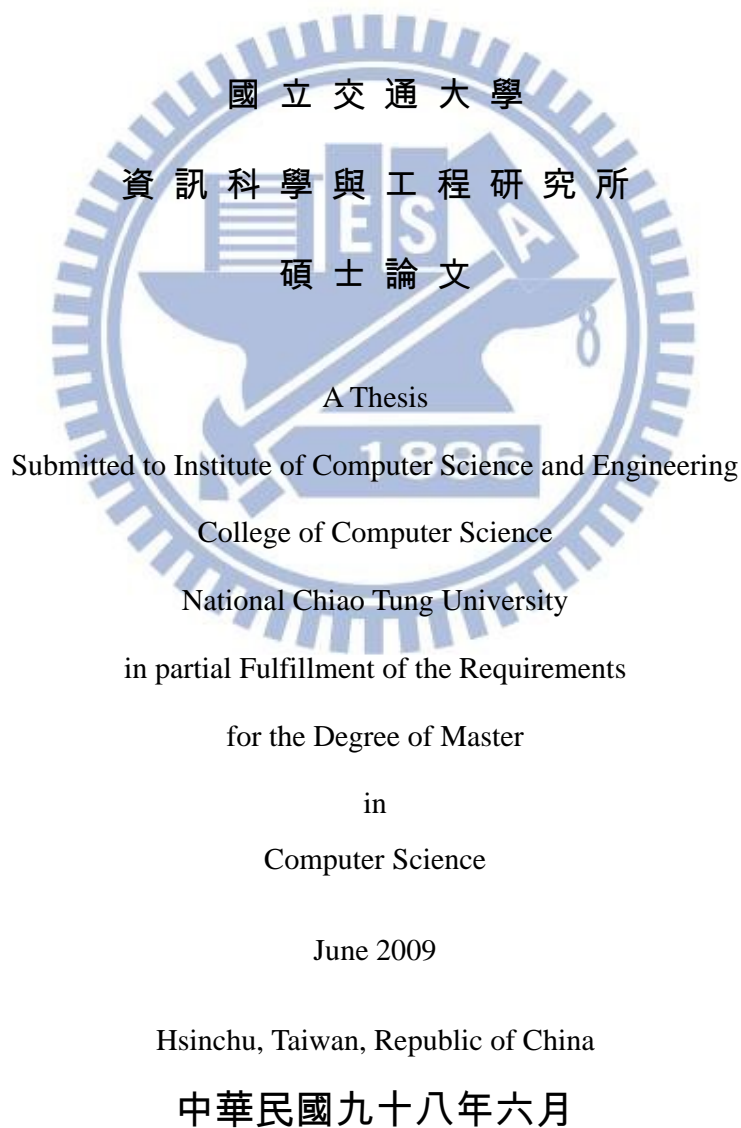 國立交通大學
資訊科學與工程研究所
碩士論文
ESA
A Thesis
1896
Submitted to Institute of Computer Science and Engineering
College of Computer Science
National Chiao Tung University
in partial Fulfillment of the Requirements
for the Degree of Master
in
Computer Science
June 2009
Hsinchu, Taiwan, Republic of China
中華民國九十八年六月